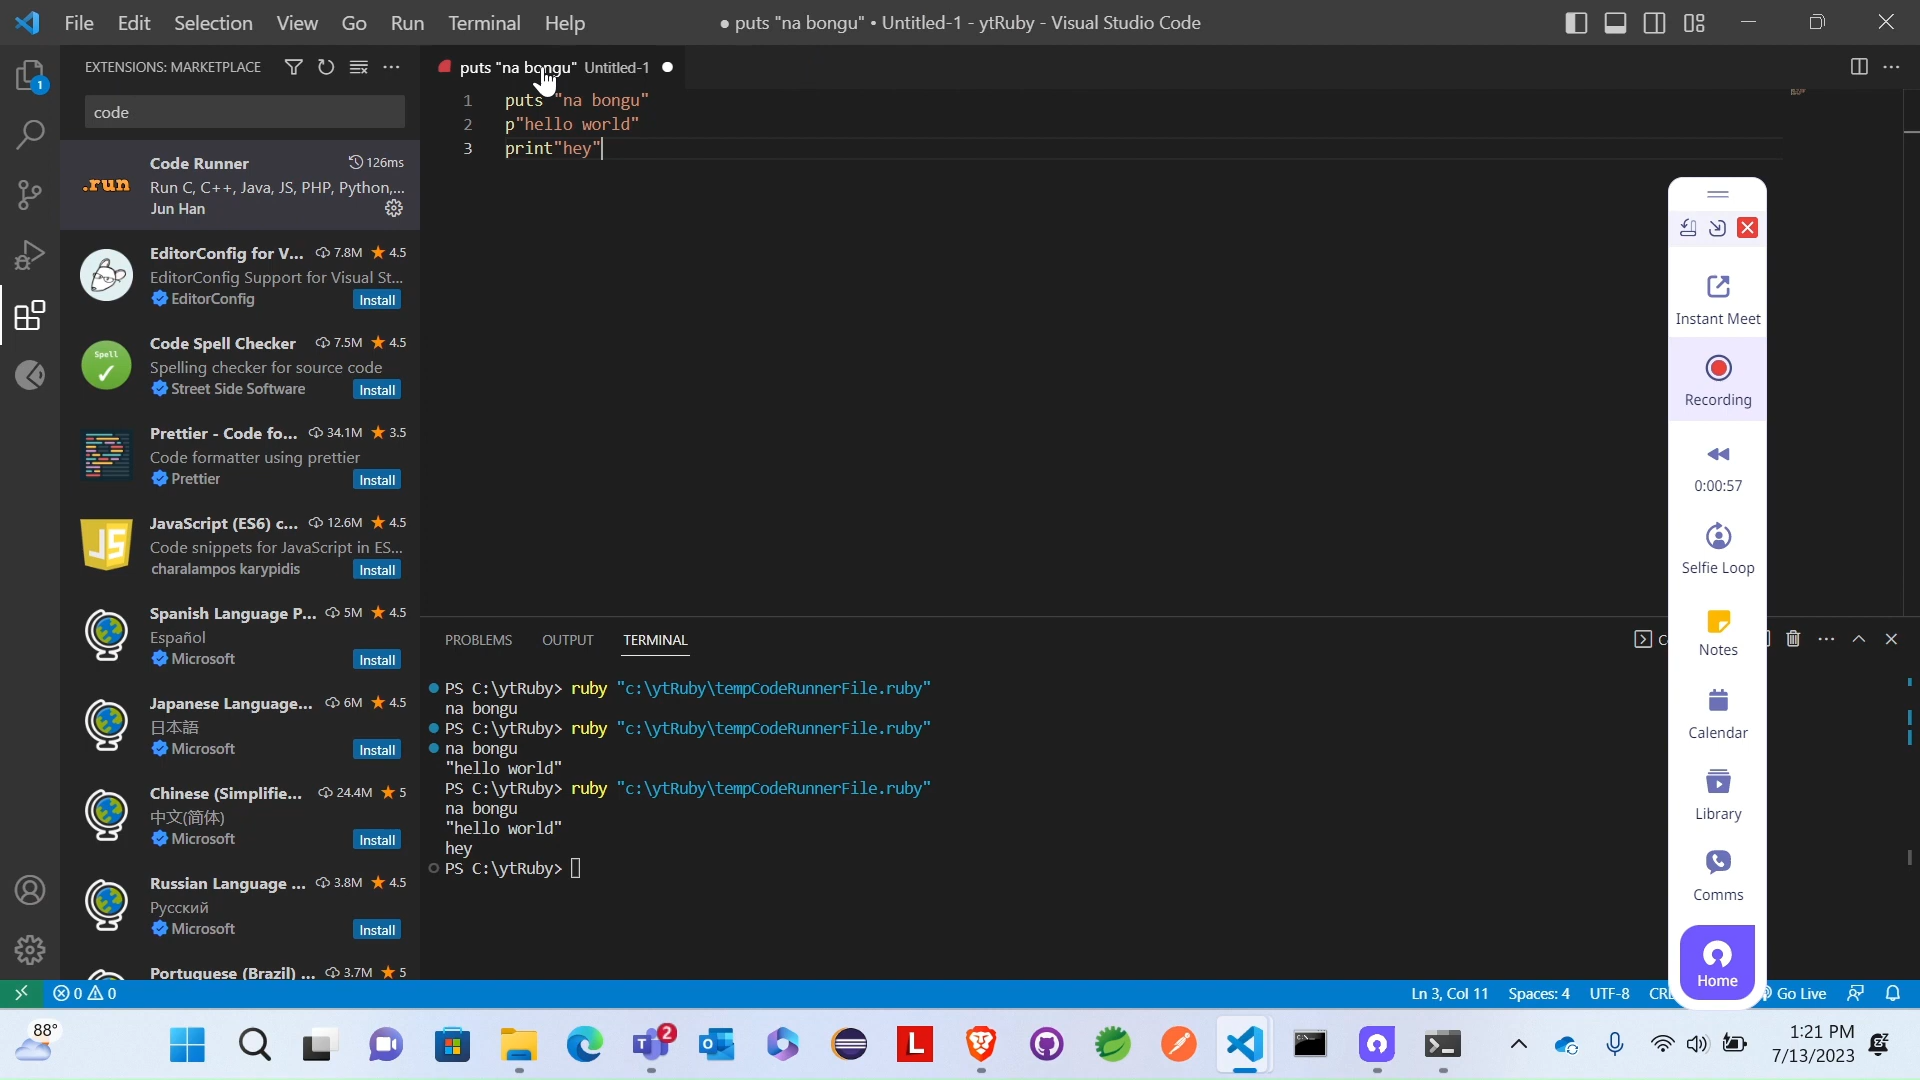 File Edit Selection View Go Run Terminal Help
● puts "na bongu" • Untitled-1 - ytRuby - Visual Studio Code
EXTENSIONS: MARKETPLACE
puts "na bongu" Untitled-1
1
code
1 puts "na bongu"
2 p"hello world"
3 print"hey"
.run
Code Runner 126ms
Run C, C++, Java, JS, PHP, Python,...
Jun Han
EditorConfig for V... 7.8M 4.5
EditorConfig Support for Visual St...
EditorConfig Install
Spell
Code Spell Checker 7.5M 4.5
Spelling checker for source code
Street Side Software Install
Prettier - Code fo... 34.1M 3.5
Code formatter using prettier
Prettier Install
JS
JavaScript (ES6) c... 12.6M 4.5
Code snippets for JavaScript in ES...
charalampos karypidis Install
Spanish Language P... 5M 4.5
Español
Microsoft Install
Japanese Language... 6M 4.5
日本語
Microsoft Install
Chinese (Simplifie... 24.4M 5
中文(简体)
Microsoft Install
Russian Language ... 3.8M 4.5
Русский
Microsoft Install
Portuguese (Brazil) ... 3.7M 5
PROBLEMS OUTPUT TERMINAL
PS C:\ytRuby> ruby "c:\ytRuby\tempCodeRunnerFile.ruby"
na bongu
PS C:\ytRuby> ruby "c:\ytRuby\tempCodeRunnerFile.ruby"
na bongu
"hello world"
PS C:\ytRuby> ruby "c:\ytRuby\tempCodeRunnerFile.ruby"
na bongu
"hello world"
hey
PS C:\ytRuby>
Instant Meet
Recording
0:00:57
Selfie Loop
Notes
Calendar
Library
Comms
Home
0 0
Ln 3, Col 11 Spaces: 4 UTF-8 Go Live
88°
2
L
1:21 PM
7/13/2023